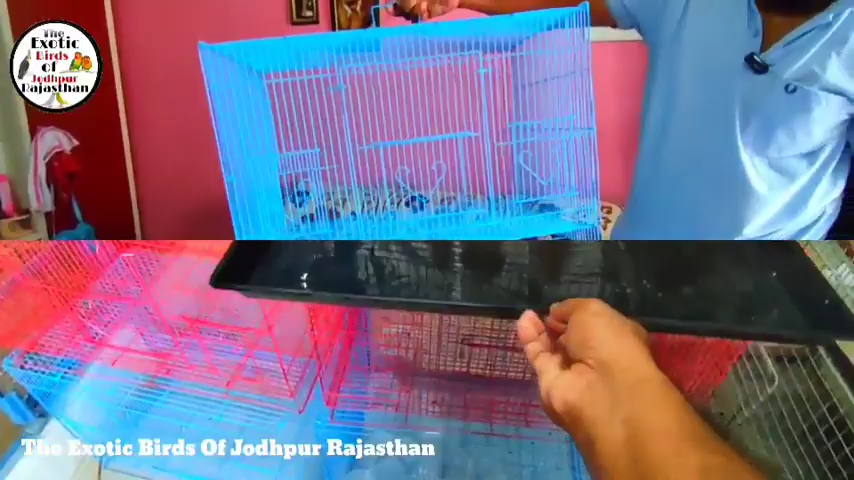 The
Exotic
Birds
of
Jodhpur
Rajasthan
The Exotic Birds Of Jodhpur Rajasthan